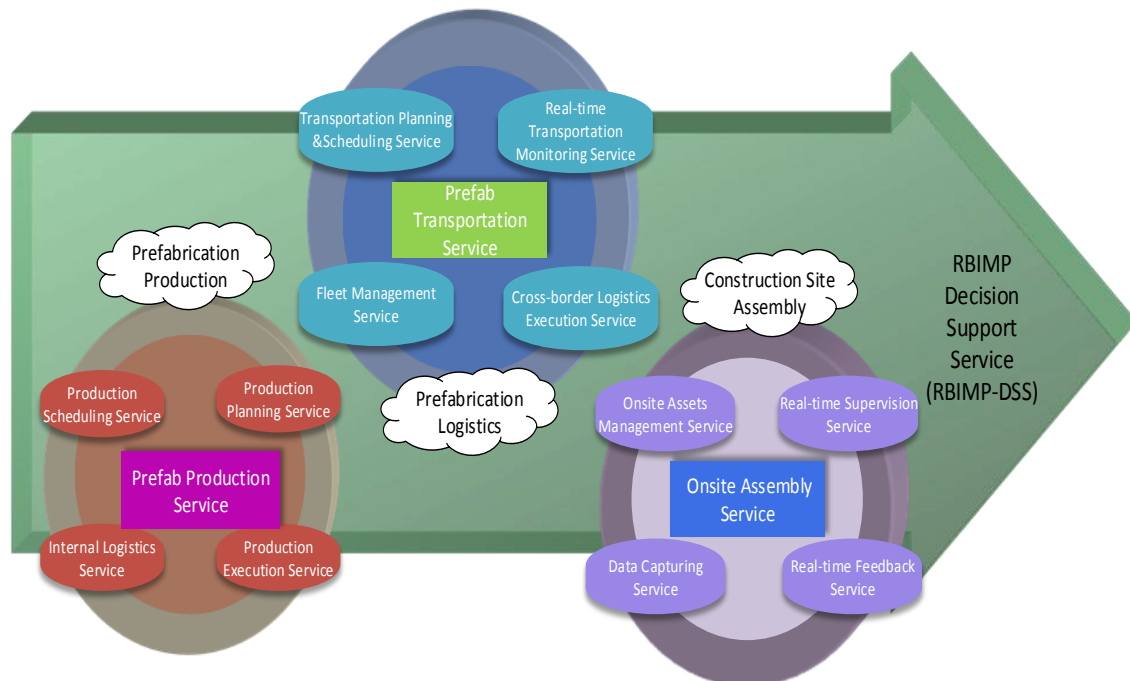 Transportation Planning
&Scheduling Service
Real-time
Transportation
Monitoring Service
Prefab
Transportation
Service
Fleet Management
Service
Cross-border Logistics
Execution Service
Prefabrication
Logistics
Prefabrication
Production
Production
Scheduling Service
Production
Planning Service
Prefab Production
Service
Internal Logistics
Service
Production
Execution Service
Construction Site
Assembly
Onsite Assets
Management Service
Real-time Supervision
Service
Onsite Assembly
Service
Data Capturing
Service
Real-time Feedback
Service
RBIMP
Decision
Support
Service
(RBIMP-DSS)